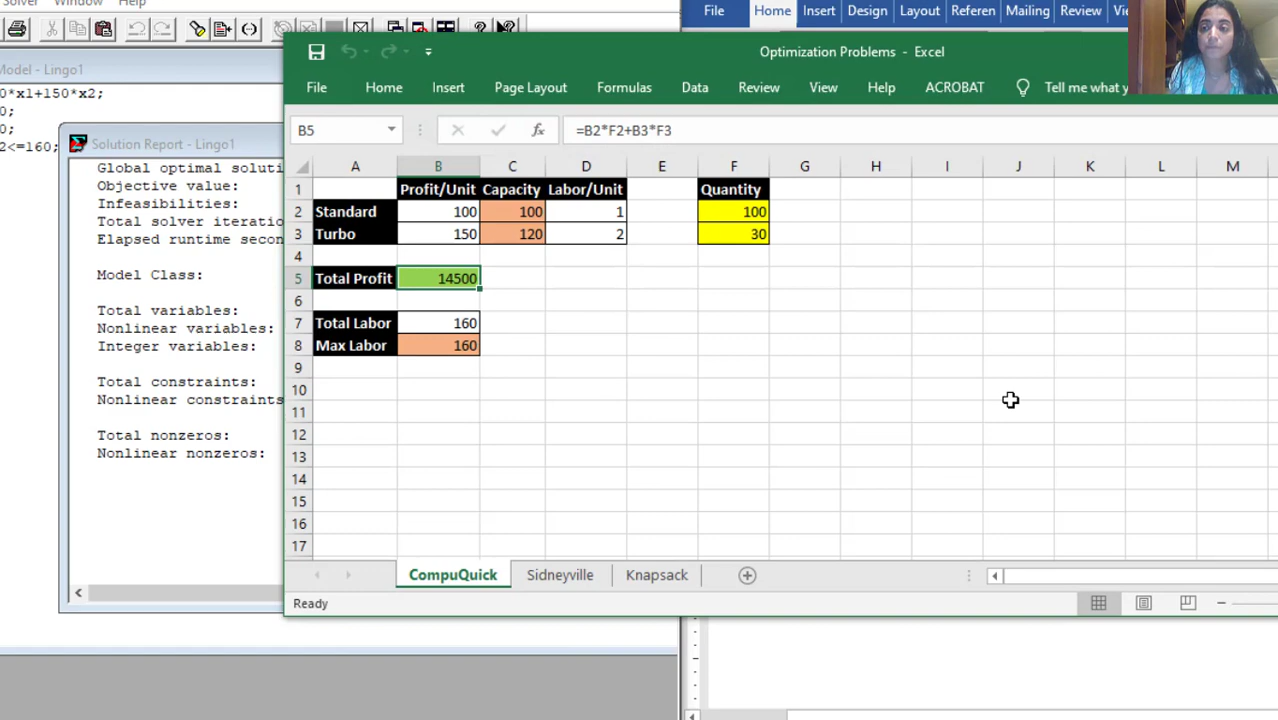 Solver Window Help
File Home Insert Design Layout Referen Mailing Review
Model - Lingo1
0*x1+150*x2;
0;
0;
2<=160;
Solution Report - Lingo1
Global optimal soluti
Objective value:
Infeasibilities:
Total solver iteratio
Elapsed runtime secon
Model Class:
Total variables:
Nonlinear variables:
Integer variables:
Total constraints:
Nonlinear constraints
Total nonzeros:
Nonlinear nonzeros:
Optimization Problems - Excel
File Home Insert Page Layout Formulas Data Review View Help ACROBAT Tell me what y
B5 fx =B2*F2+B3*F3
A B C D E F G H I J K L M
1 Profit/Unit Capacity Labor/Unit Quantity
2 Standard 100 100 1 100
3 Turbo 150 120 2 30
4
5 Total Profit 14500
6
7 Total Labor 160
8 Max Labor 160
9
10
11
12
13
14
15
16
17
CompuQuick Sidneyville Knapsack
Ready